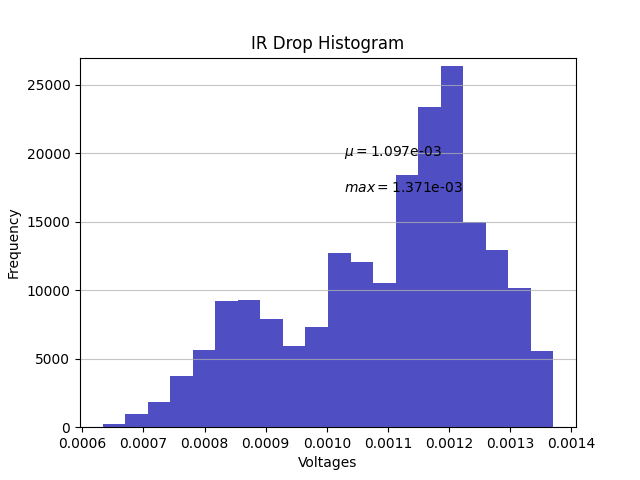 IR Drop Histogram
25000
20000
15000
10000
5000
0
Frequency
μ = 1.097e-03
max = 1.371e-03
0.0006 0.0007 0.0008 0.0009 0.0010 0.0011 0.0012 0.0013 0.0014
Voltages